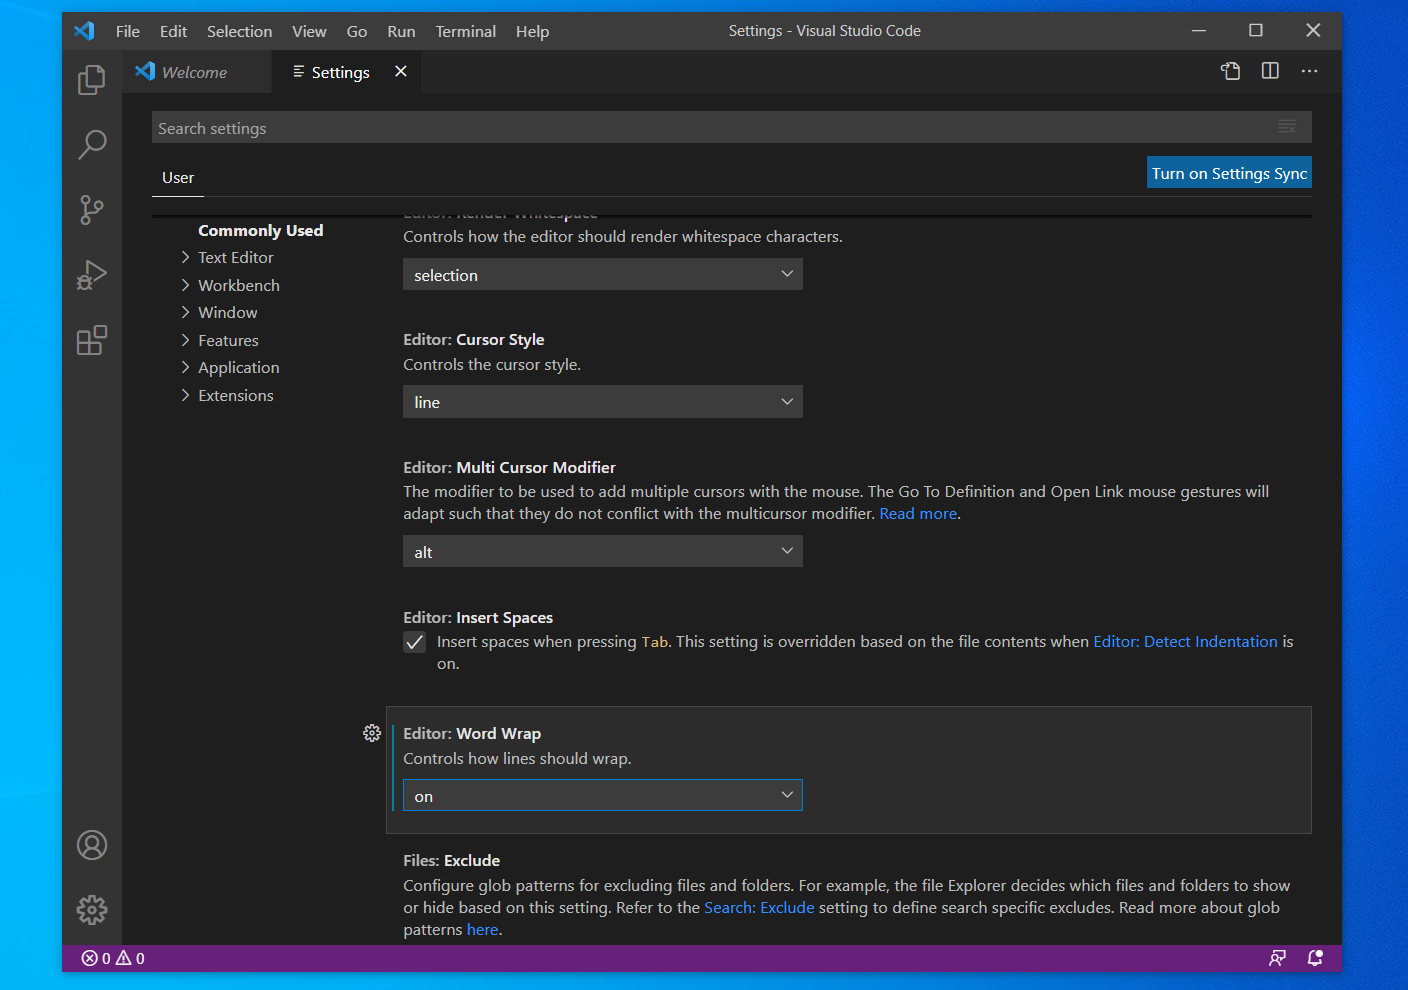 File Edit Selection View Go Run Terminal Help Settings - Visual Studio Code
Welcome Settings
Search settings
User
Turn on Settings Sync
Commonly Used
Text Editor
Workbench
Window
Features
Application
Extensions
Editor: Render Whitespace
Controls how the editor should render whitespace characters.
selection
Editor: Cursor Style
Controls the cursor style.
line
Editor: Multi Cursor Modifier
The modifier to be used to add multiple cursors with the mouse. The Go To Definition and Open Link mouse gestures will
adapt such that they do not conflict with the multicursor modifier. Read more.
alt
Editor: Insert Spaces
Insert spaces when pressing Tab. This setting is overridden based on the file contents when Editor: Detect Indentation is
on.
Editor: Word Wrap
Controls how lines should wrap.
on
Files: Exclude
Configure glob patterns for excluding files and folders. For example, the file Explorer decides which files and folders to show
or hide based on this setting. Refer to the Search: Exclude setting to define search specific excludes. Read more about glob
patterns here.
0 0